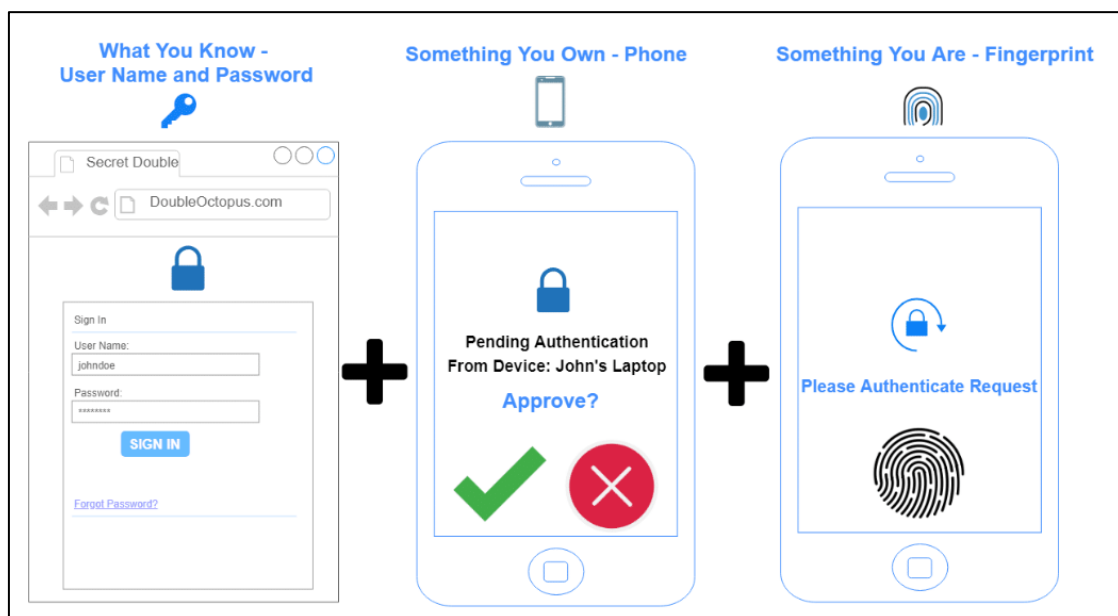 What You Know -
User Name and Password
Secret Double
DoubleOctopus.com
Sign In
User Name:
johndoe
Password:
********
SIGN IN
Forgot Password?
Something You Own - Phone
Pending Authentication
From Device: John's Laptop
Approve?
Something You Are - Fingerprint
Please Authenticate Request